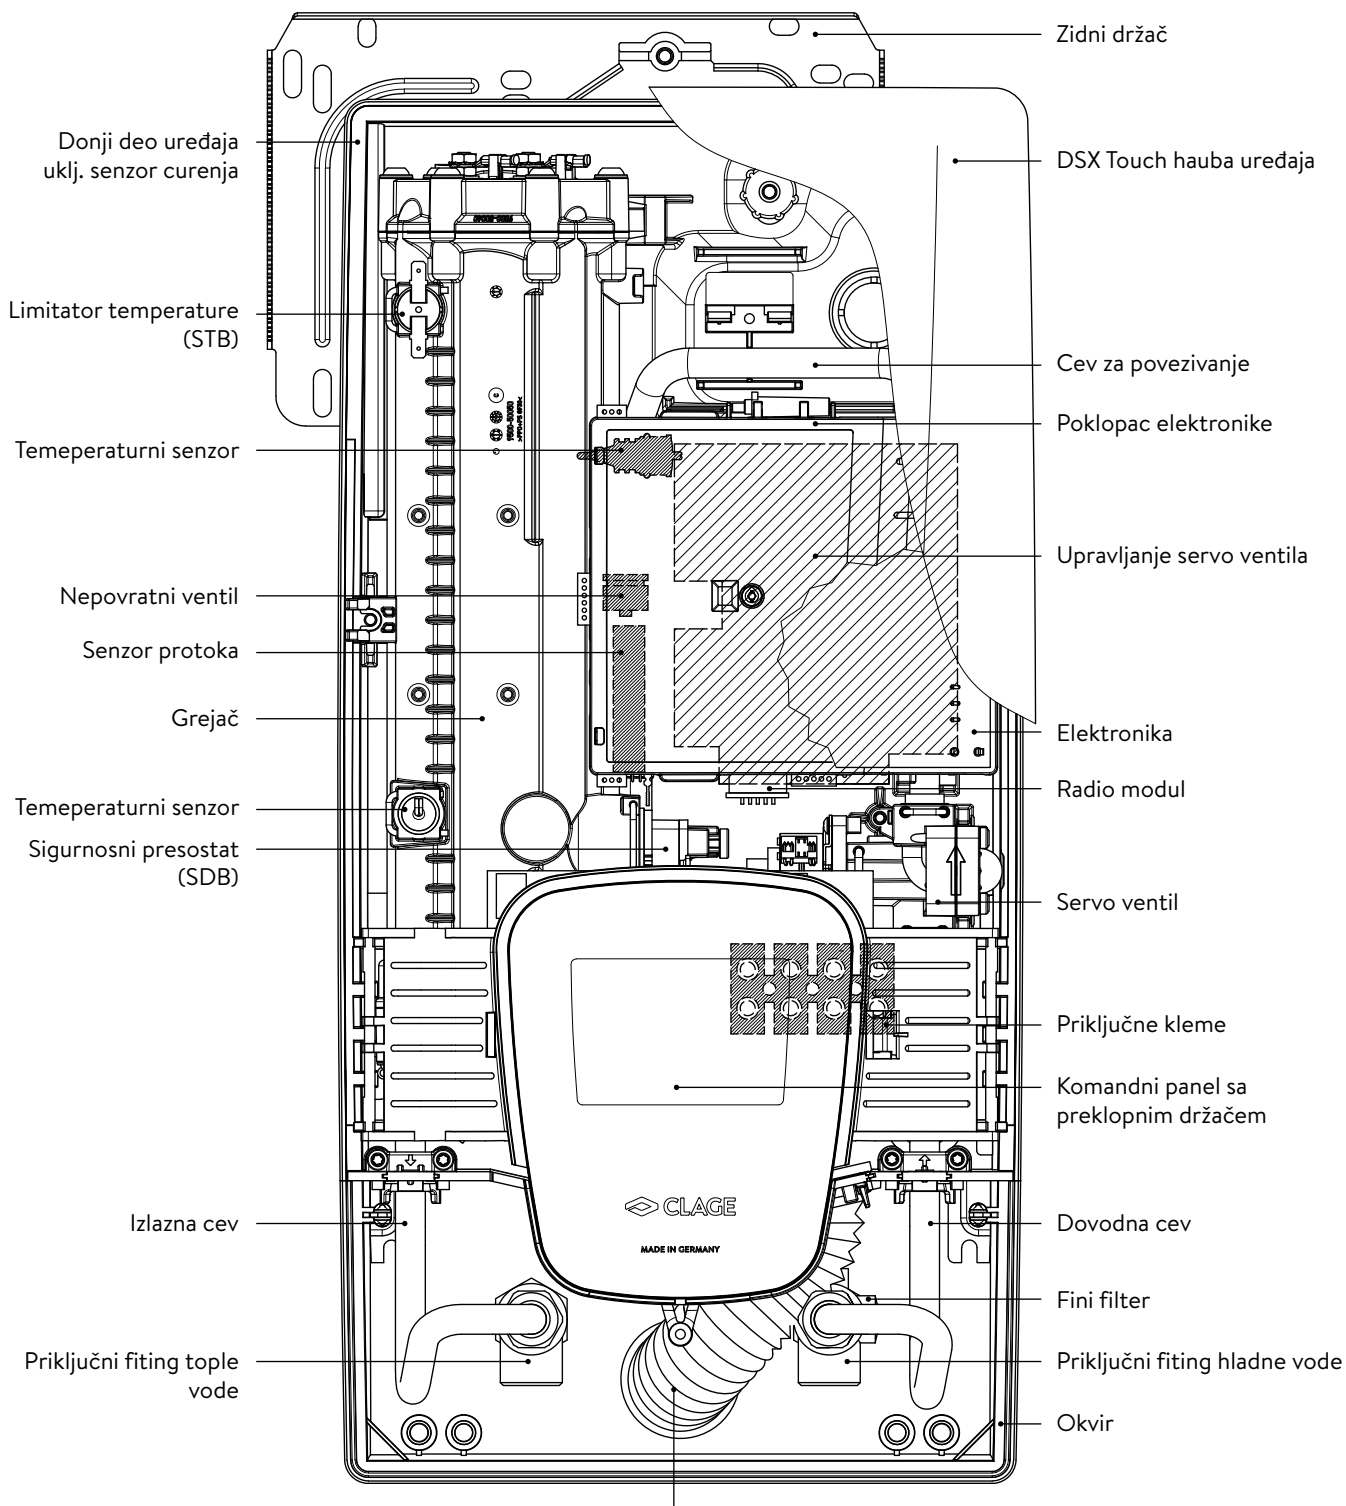 Zidni držač
Donji deo uređaja
uklj. senzor curenja
DSX Touch hauba uređaja
Limitator temperature
(STB)
Cev za povezivanje
Poklopac elektronike
Temeperaturni senzor
Upravljanje servo ventila
Nepovratni ventil
Senzor protoka
Grejač
Elektronika
Radio modul
Temeperaturni senzor
Sigurnosni presostat
(SDB)
Servo ventil
Priključne kleme
Komandni panel sa
preklopnim držačem
CLAGE
MADE IN GERMANY
Izlazna cev
Dovodna cev
Fini filter
Priključni fiting tople
vode
Priključni fiting hladne vode
Okvir